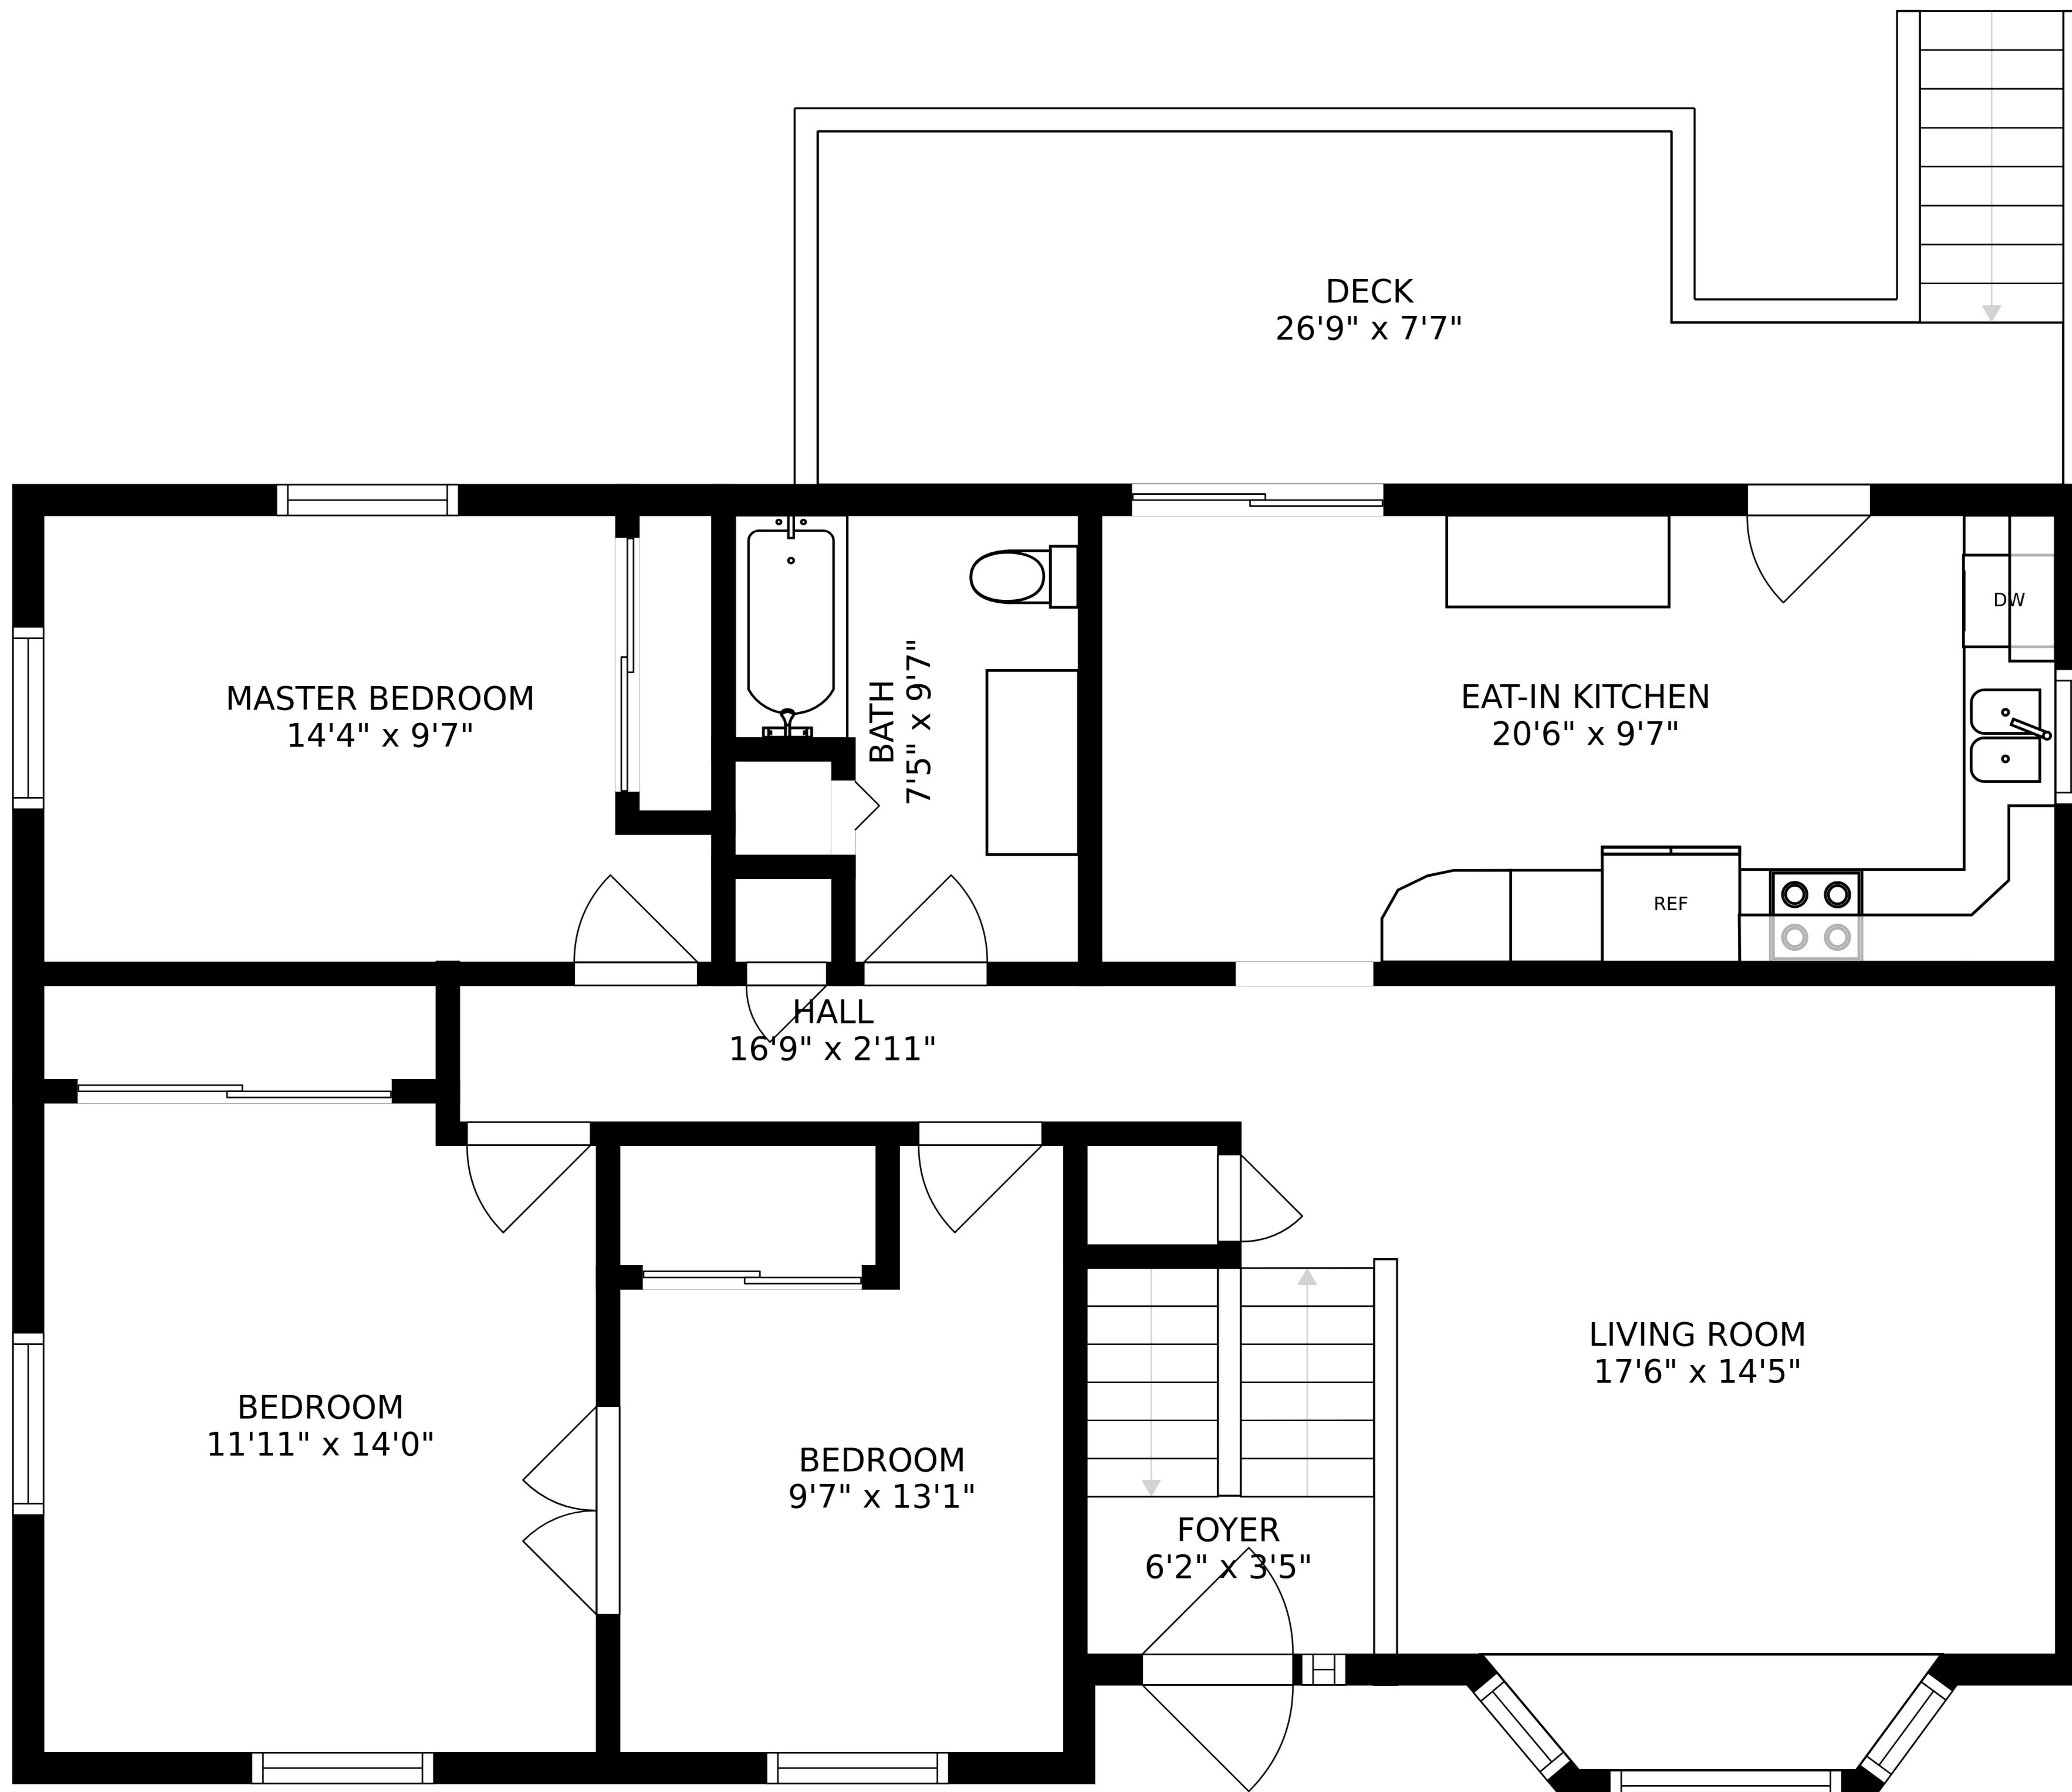 DECK
26'9" x 7'7"
MASTER BEDROOM
14'4" x 9'7"
BATH
7'5" x 9'7"
EAT-IN KITCHEN
20'6" x 9'7"
DW
REF
HALL
16'9" x 2'11"
BEDROOM
11'11" x 14'0"
BEDROOM
9'7" x 13'1"
FOYER
6'2" x 3'5"
LIVING ROOM
17'6" x 14'5"